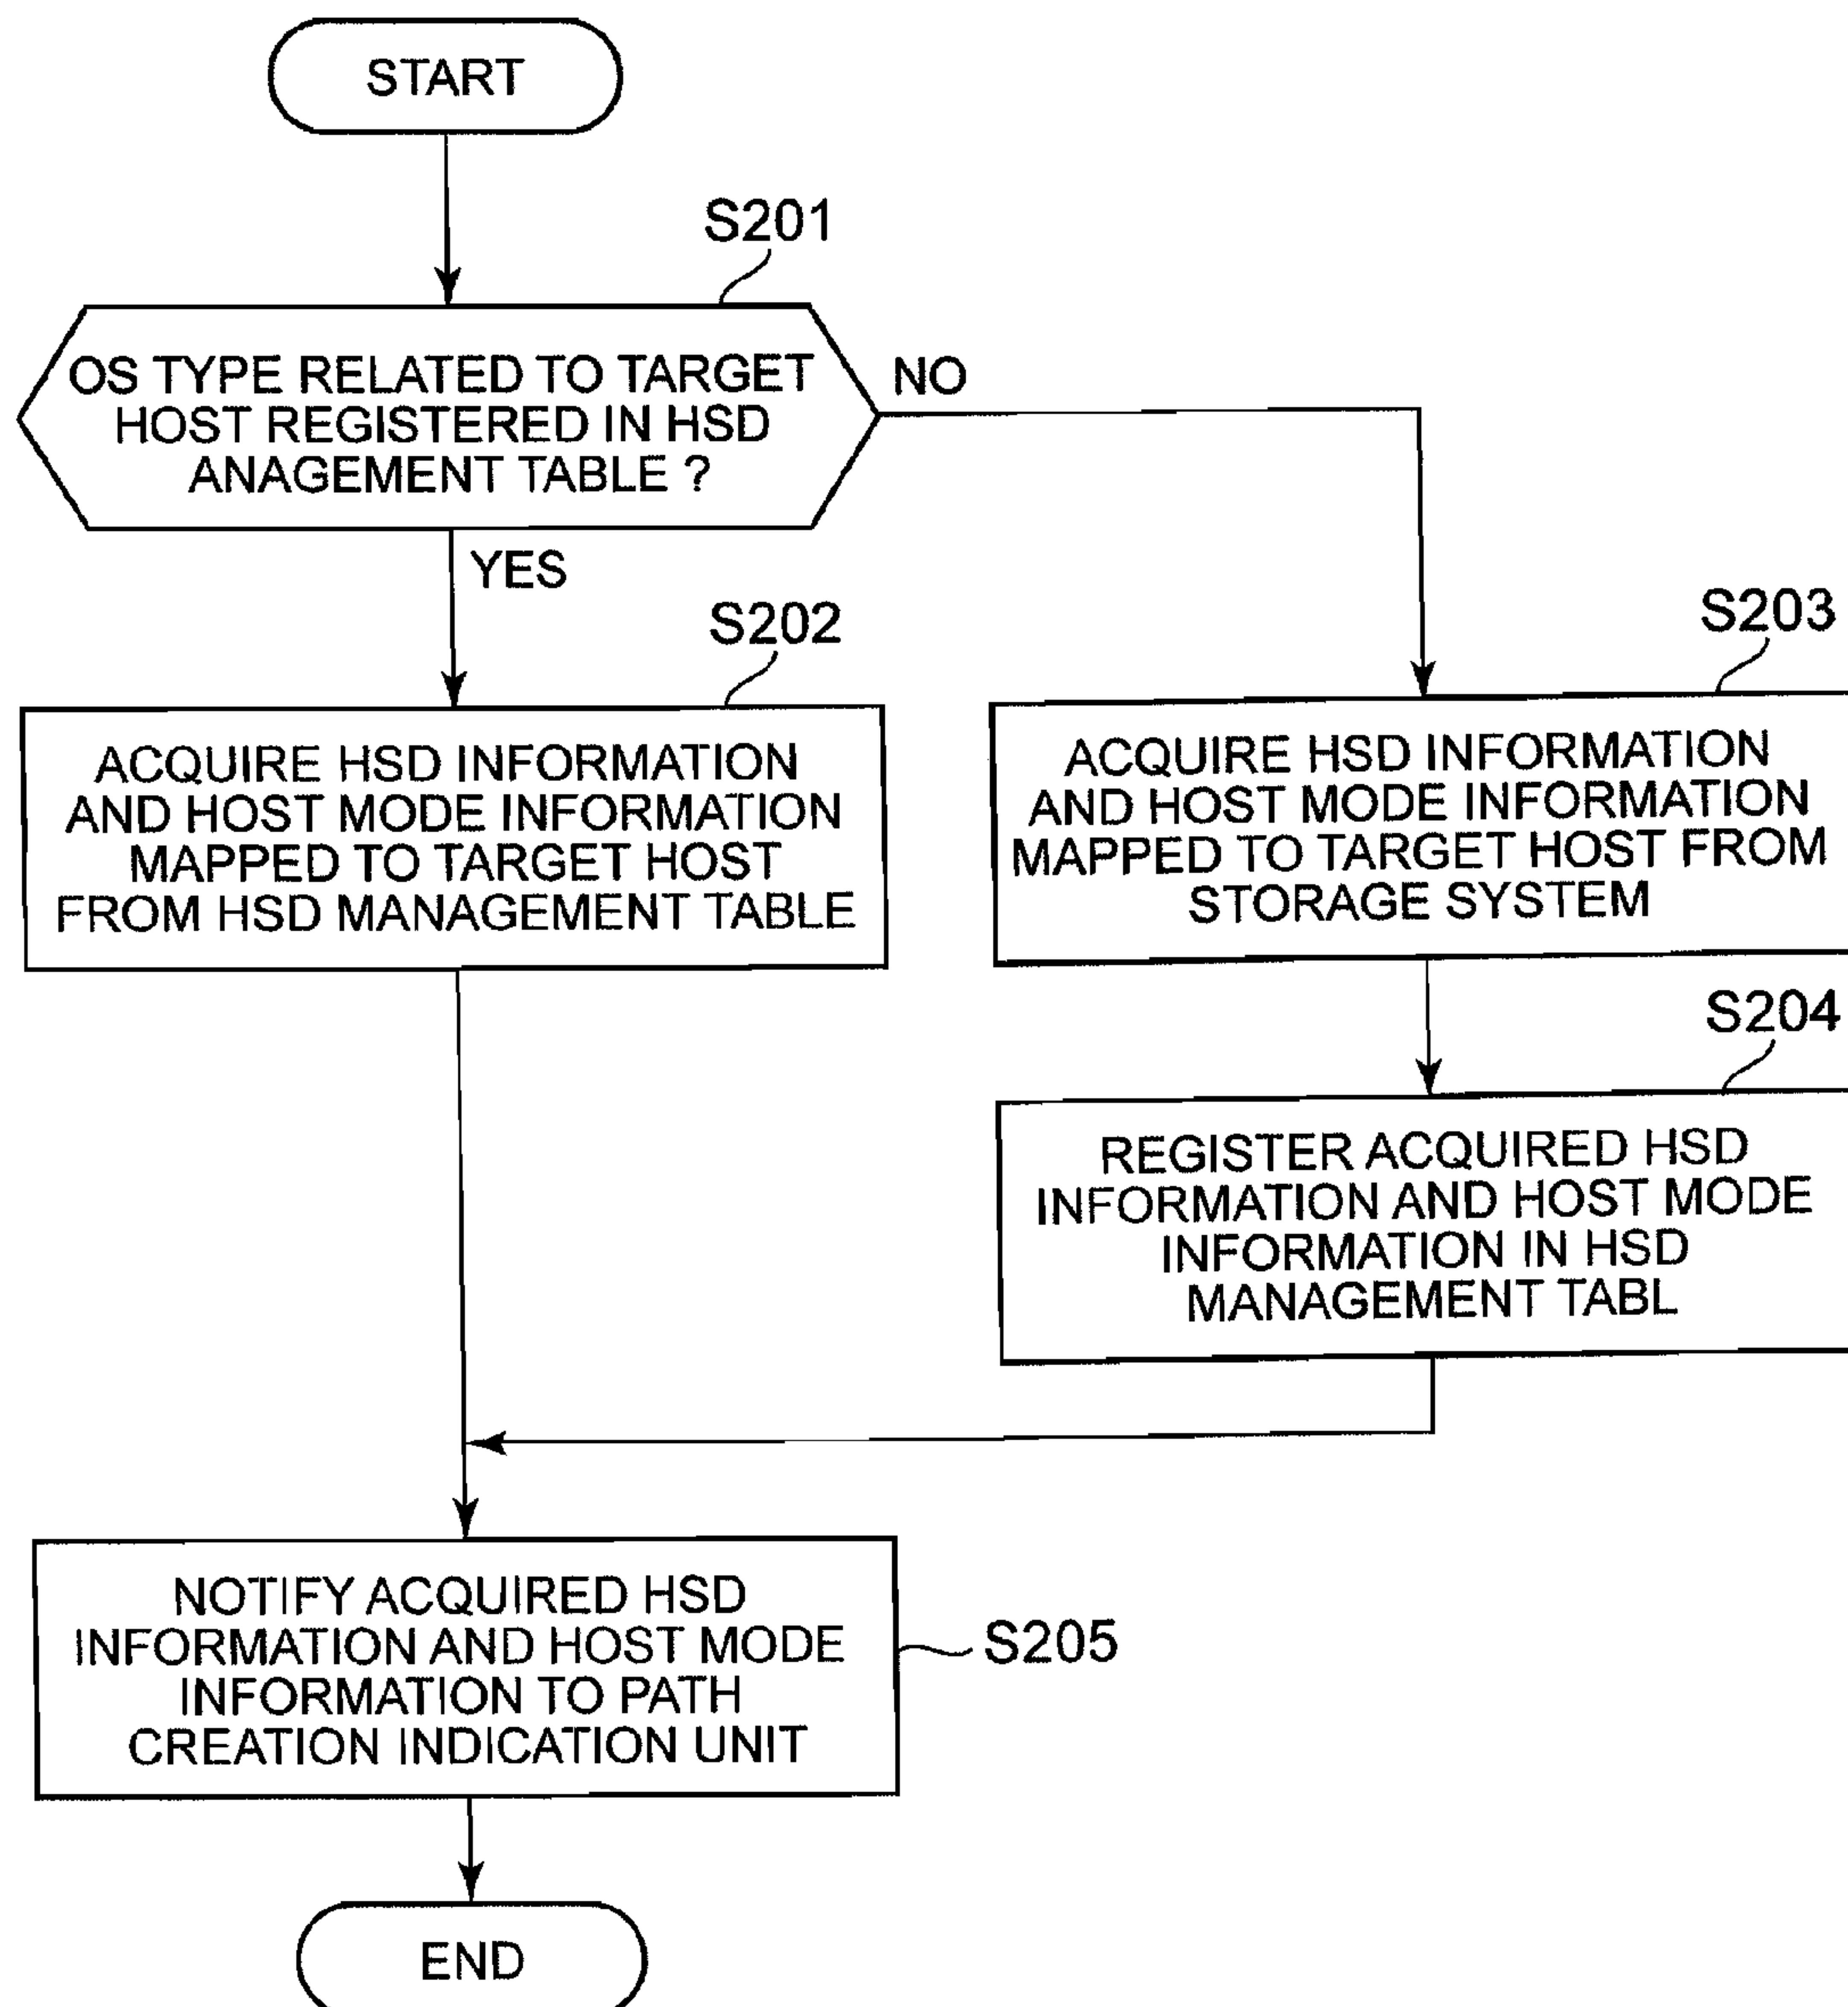 START
S201
OS TYPE RELATED TO TARGET
HOST REGISTERED IN HSD
ANAGEMENT TABLE ?
NO
YES
S202
ACQUIRE HSD INFORMATION
AND HOST MODE INFORMATION
MAPPED TO TARGET HOST
FROM HSD MANAGEMENT TABLE
S203
ACQUIRE HSD INFORMATION
AND HOST MODE INFORMATION
MAPPED TO TARGET HOST FROM
STORAGE SYSTEM
S204
REGISTER ACQUIRED HSD
INFORMATION AND HOST MODE
INFORMATION IN HSD
MANAGEMENT TABL
NOTIFY ACQUIRED HSD
INFORMATION AND HOST MODE
INFORMATION TO PATH
CREATION INDICATION UNIT
S205
END